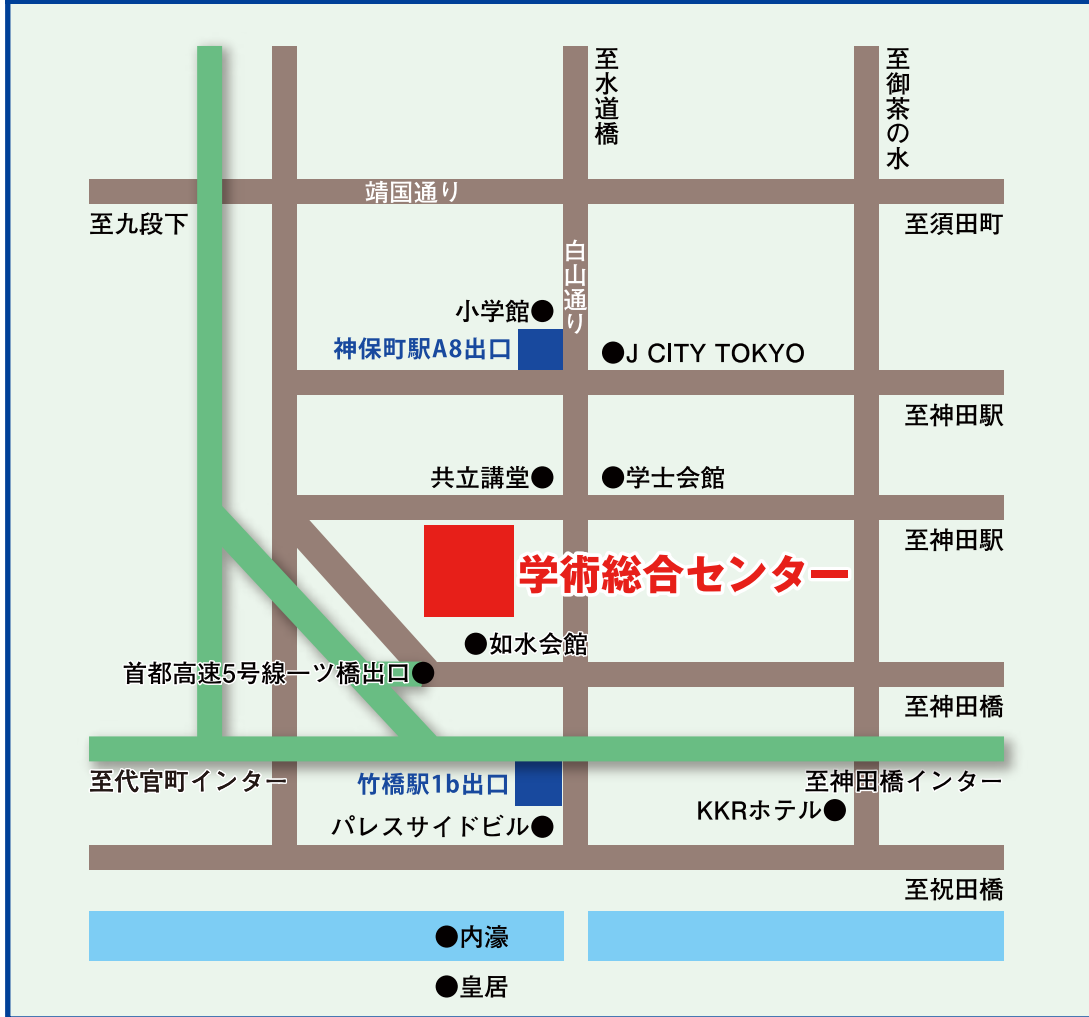 至水道橋
至御茶の水
靖国通り
至九段下
至須田町
白山通り
小学館
神保町駅A8出口
J CITY TOKYO
至神田駅
共立講堂
学士会館
至神田駅
学術総合センター
如水会館
首都高速5号線一ツ橋出口
至神田橋
至代官町インター
竹橋駅1b出口
至神田橋インター
KKRホテル
パレスサイドビル
至祝田橋
内濠
皇居